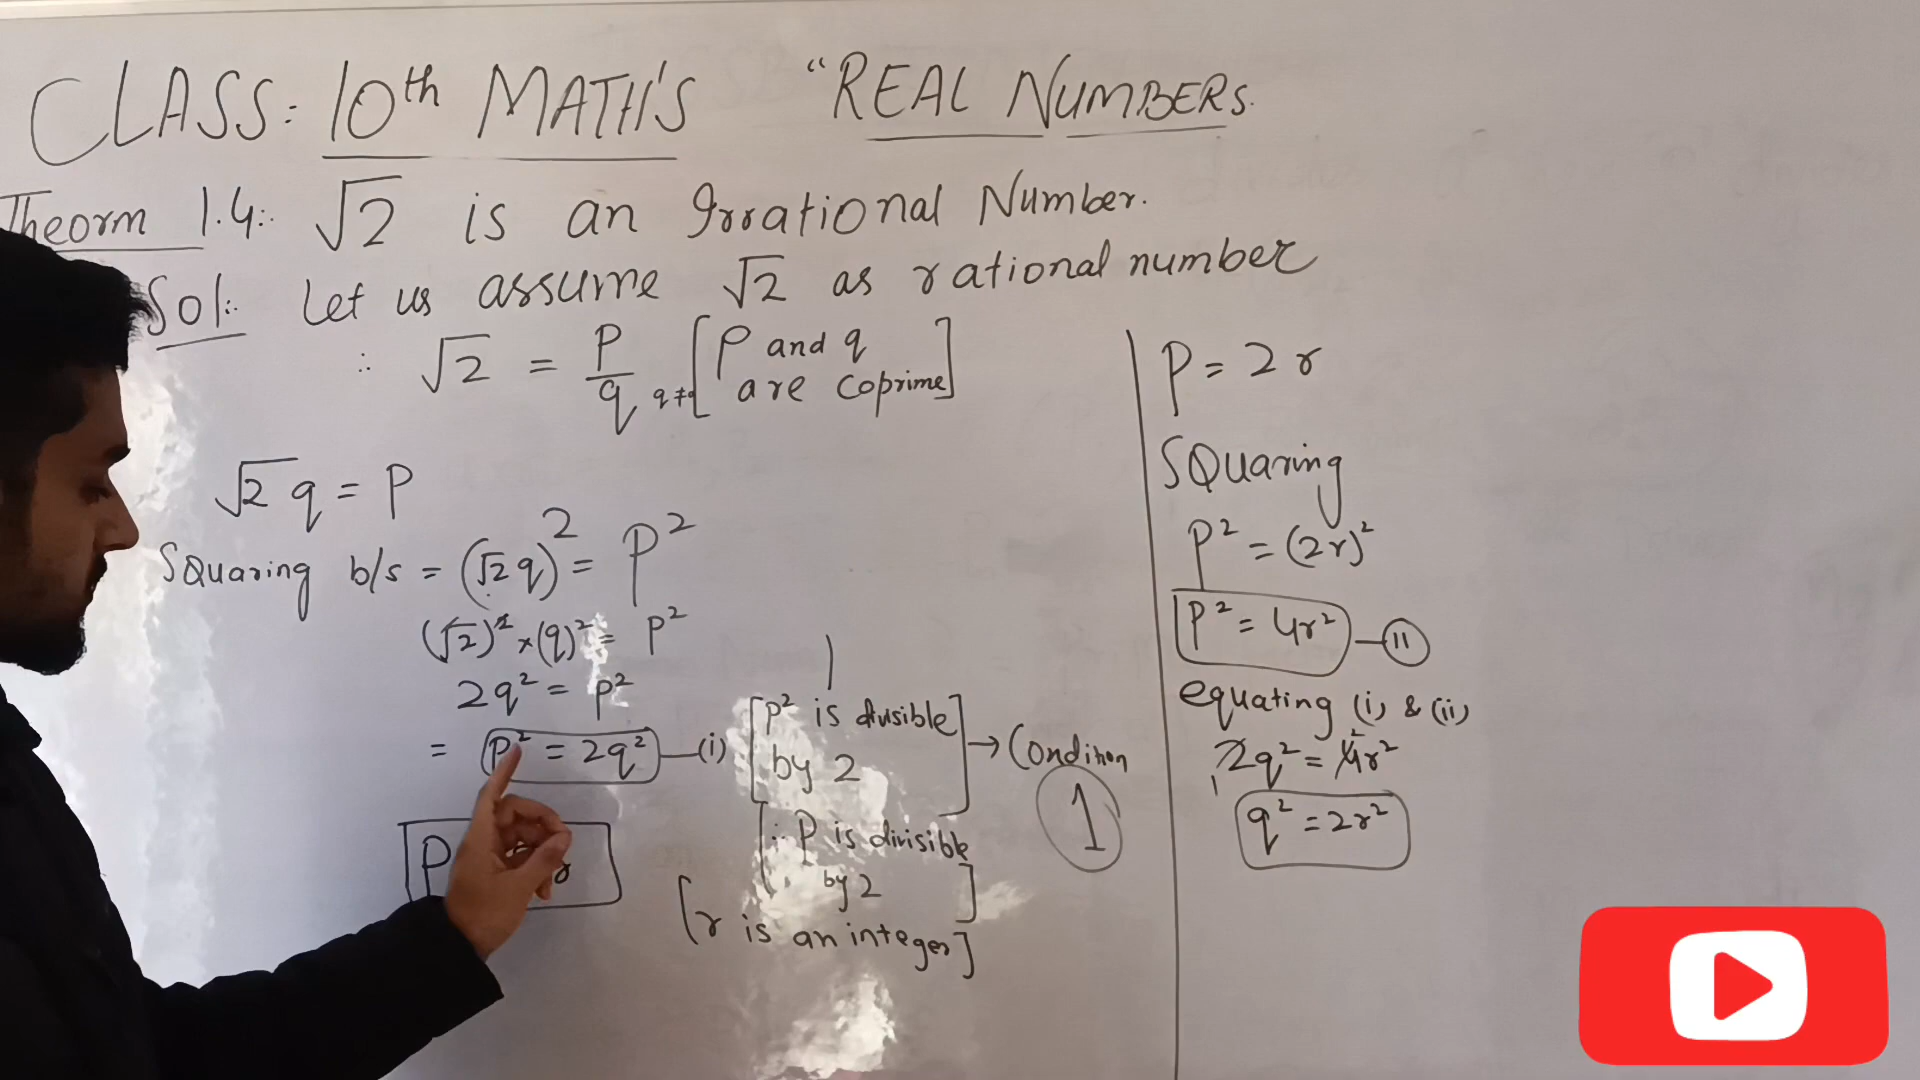 CLASS: 10th MATH'S "REAL NUMBERS.
Theorm 1.4:. √2 is an Irrational Number.
Sol:. Let us assume √2 as rational number
∴ √2 = P/q q≠ [P and q are coprime]
√2 q = P
SQuaring b/s = (√2 q)² = P²
(√2)² × (q)² = P²
2q² = P²
= P² = 2q² —(i) [P² is divisible by 2] → Condition 1
[∴ P is divisible by 2]
P
[r is an integer]
P = 2r
SQuaring
P² = (2r)²
P² = 4r² —(ii)
equating (i) & (ii)
2q² = 4r²
1 2
q² = 2r²